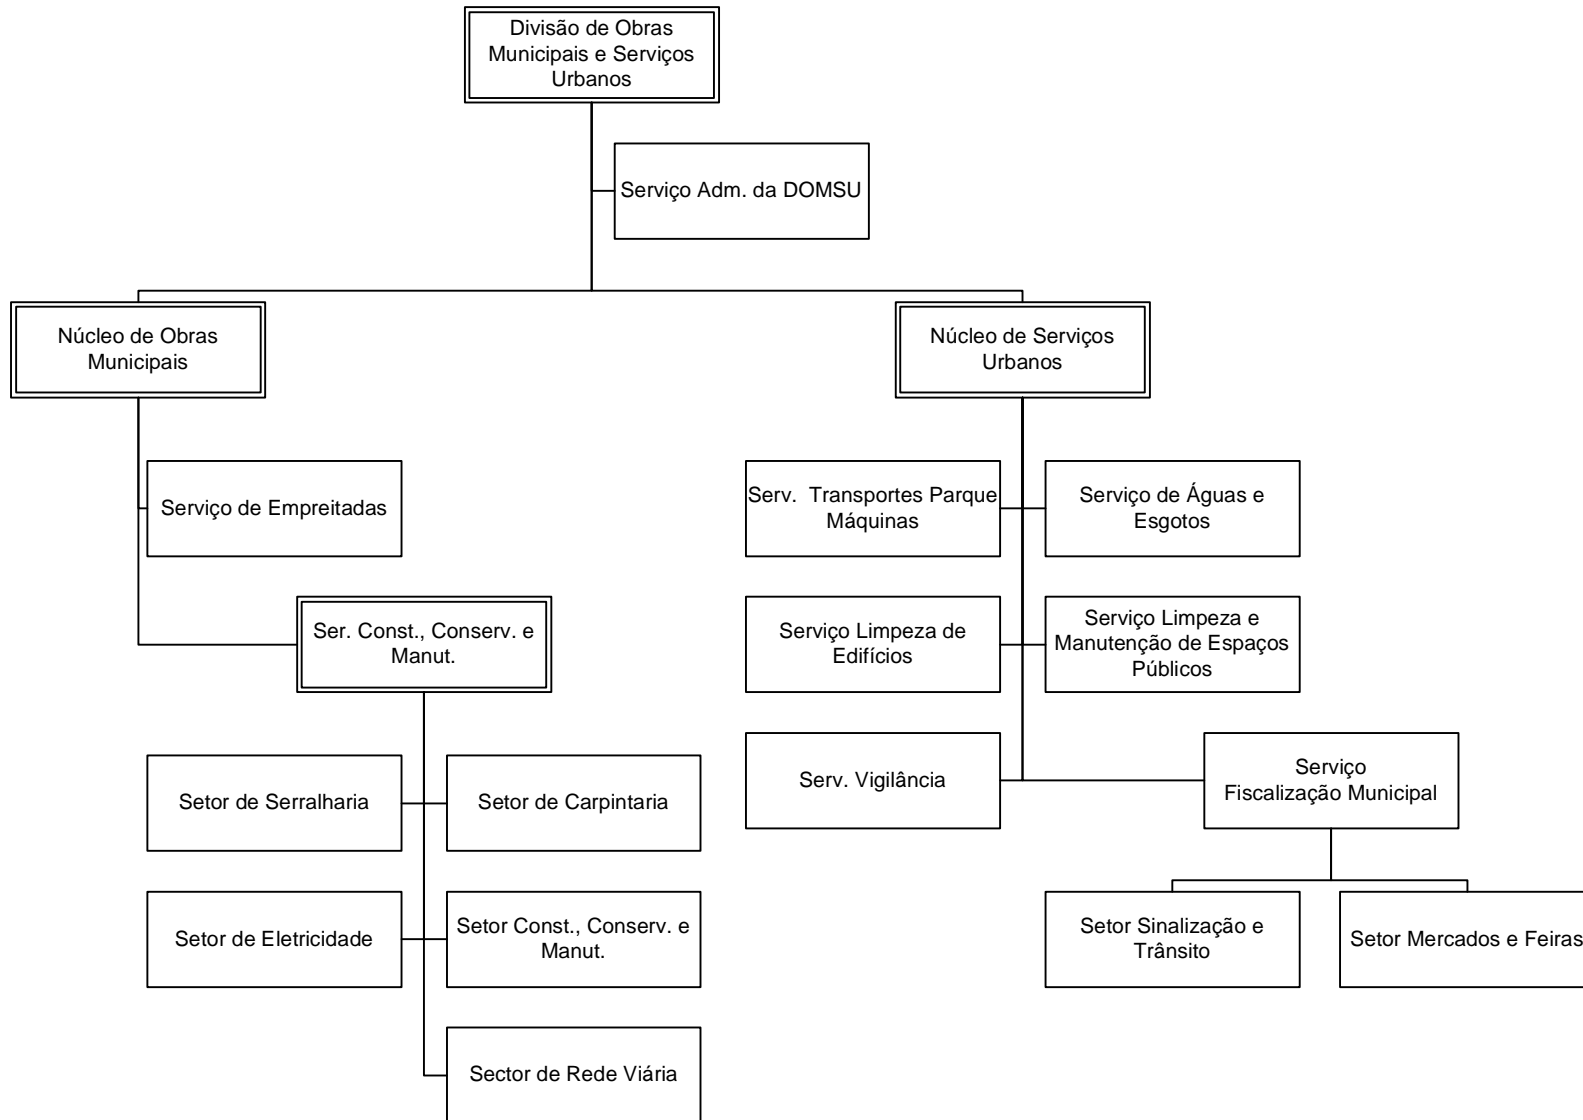 Divisão de Obras
Municipais e Serviços
Urbanos
Serviço Adm. da DOMSU
Núcleo de Obras
Municipais
Núcleo de Serviços
Urbanos
Serviço de Empreitadas
Serv. Transportes Parque
Máquinas
Serviço de Águas e
Esgotos
Ser. Const., Conserv. e
Manut.
Serviço Limpeza de
Edifícios
Serviço Limpeza e
Manutenção de Espaços
Públicos
Setor de Serralharia
Setor de Carpintaria
Serv. Vigilância
Serviço
Fiscalização Municipal
Setor de Eletricidade
Setor Const., Conserv. e
Manut.
Setor Sinalização e
Trânsito
Setor Mercados e Feiras
Sector de Rede Viária